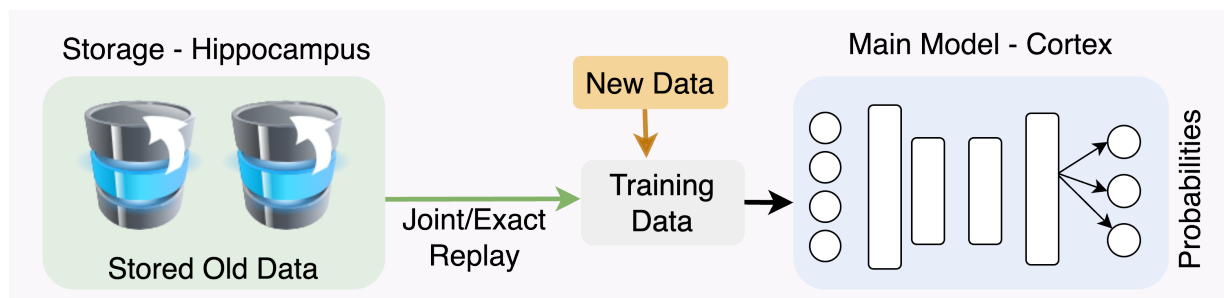 Storage - Hippocampus
Stored Old Data
Joint/Exact
Replay
New Data
Training
Data
Main Model - Cortex
Probabilities